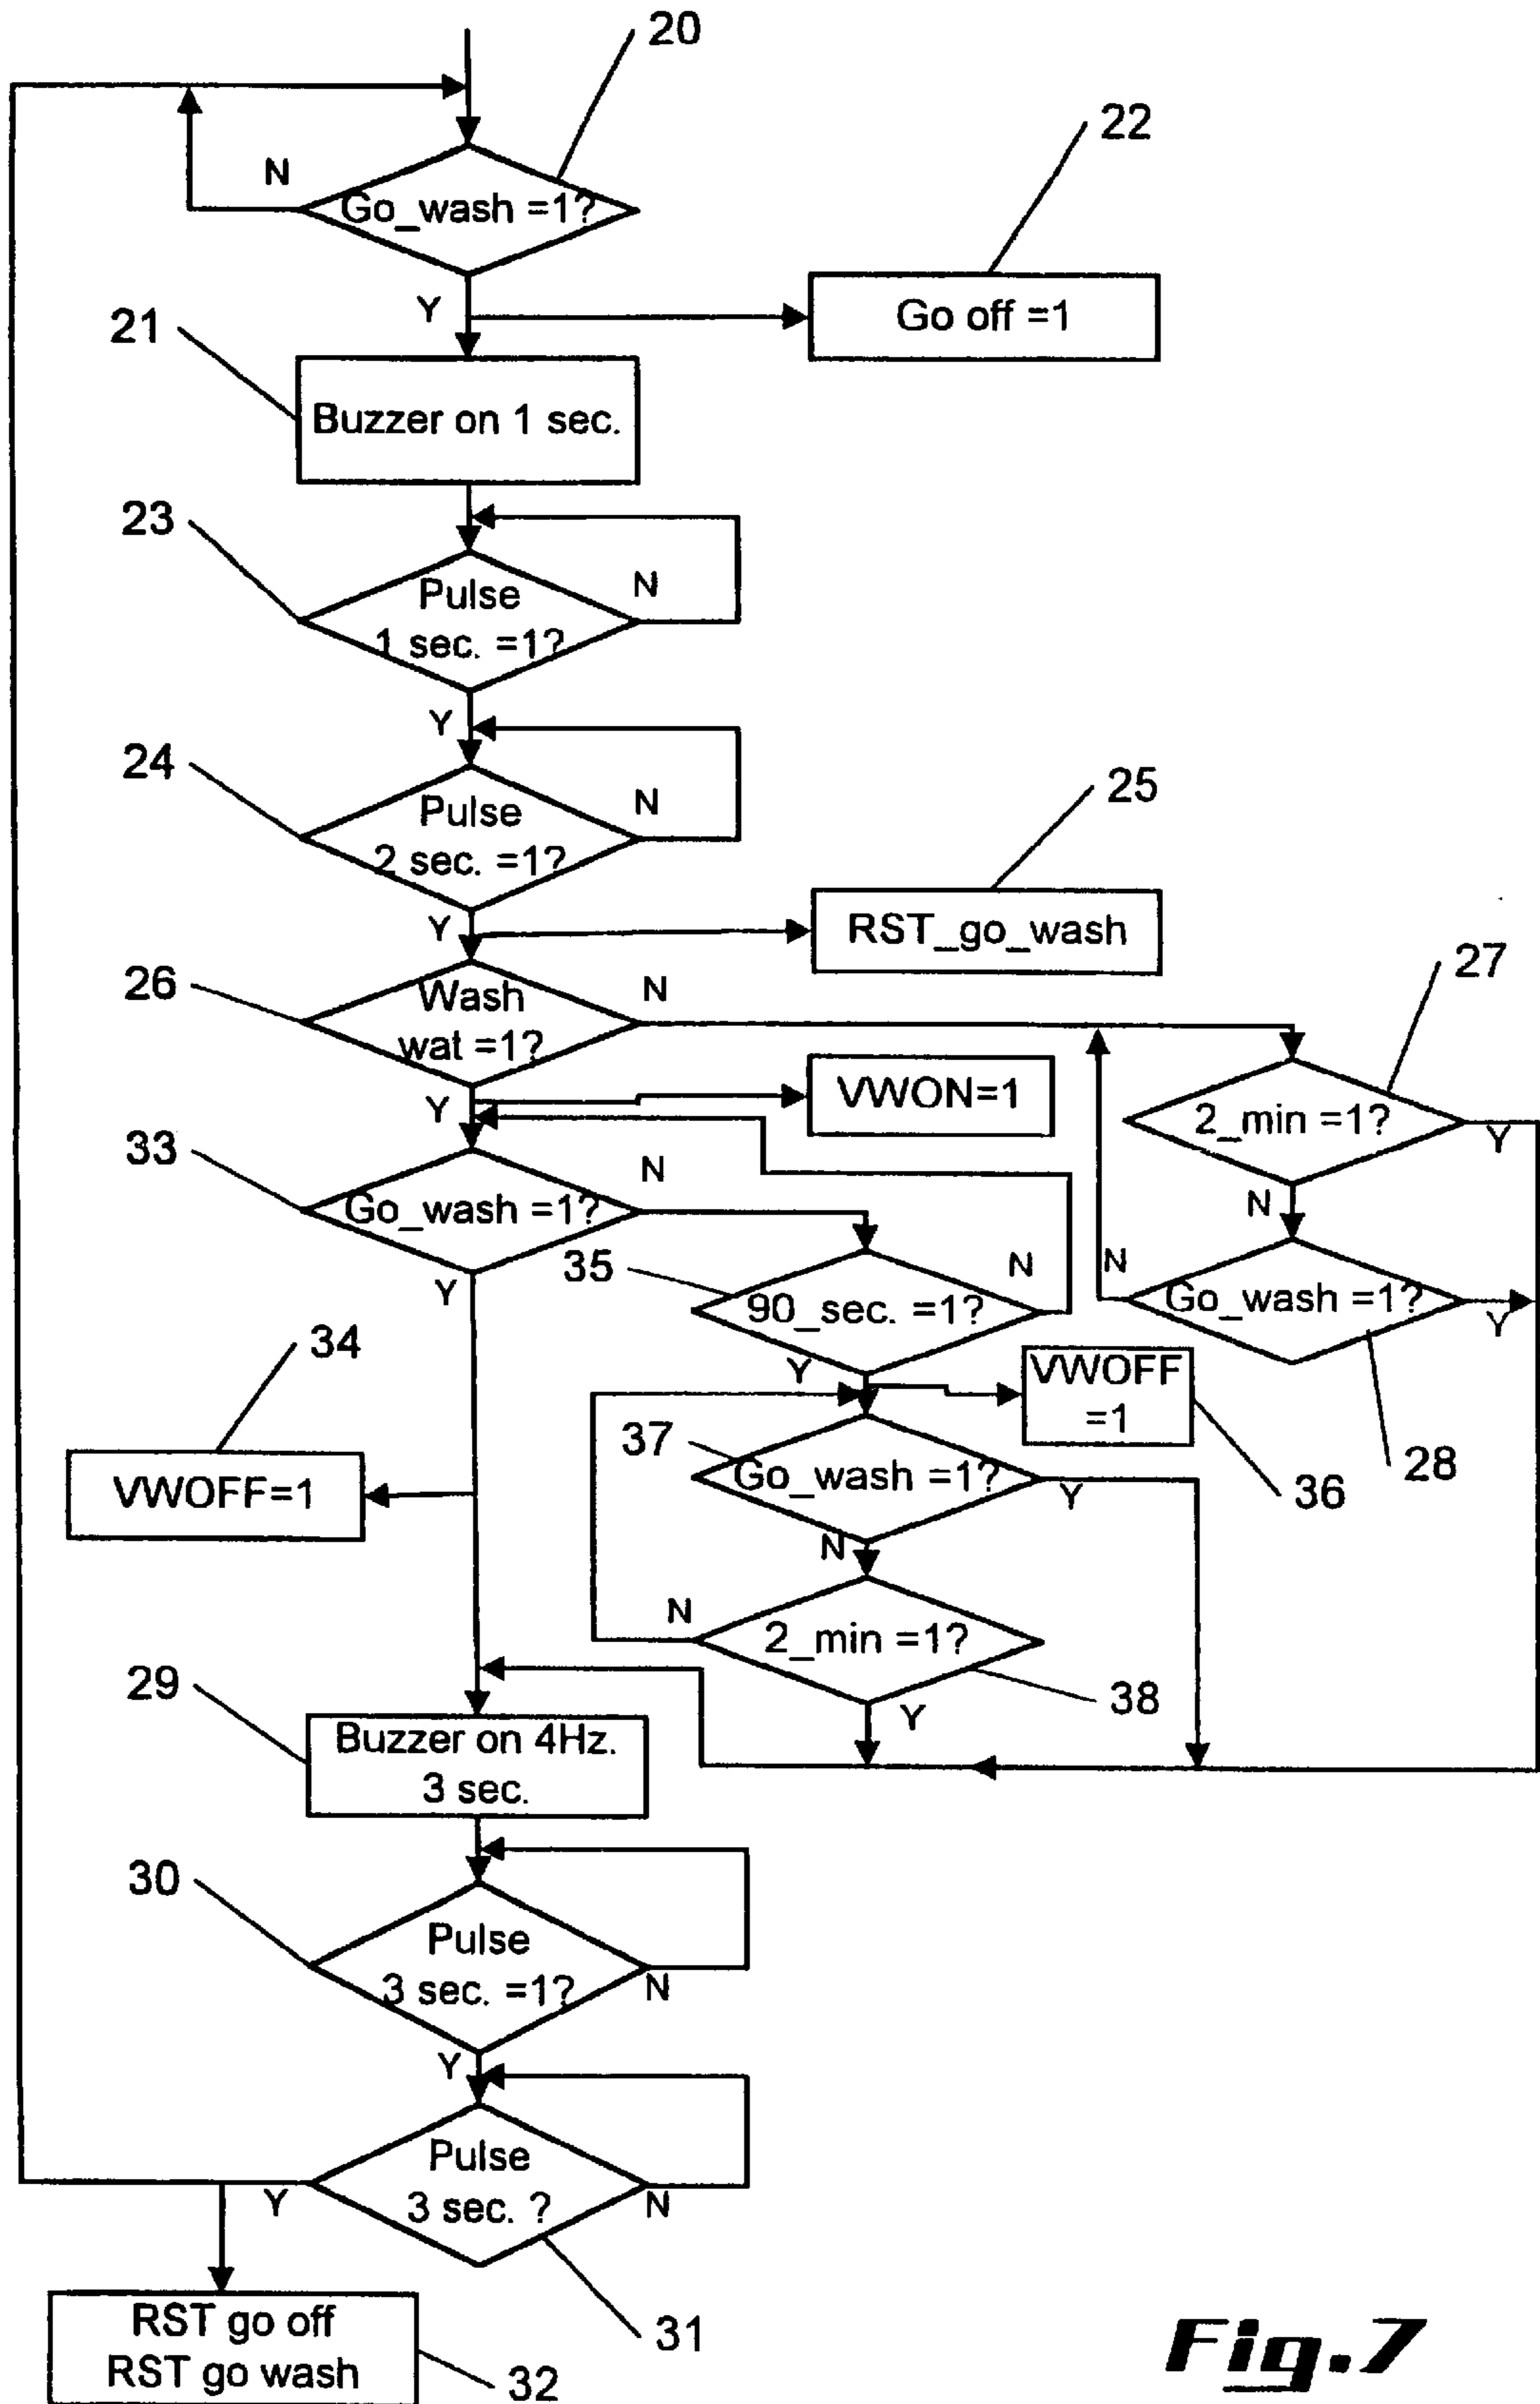 20
22
N
Go_wash =1?
Y
Go off =1
21
Buzzer on 1 sec.
23
Pulse
1 sec. =1?
N
Y
24
Pulse
2 sec. =1?
N
25
Y
RST_go_wash
26
Wash
wat =1?
N
27
Y
VWON=1
2_min =1?
Y
33
Go_wash =1?
N
N
35
Y
90_sec. =1?
N
N
Go_wash =1?
Y
34
Y
VWOFF
=1
28
VWOFF=1
37
Go_wash =1?
Y
36
N
N
2_min =1?
38
Y
29
Buzzer on 4Hz.
3 sec.
30
Pulse
3 sec. =1?
N
Y
Pulse
3 sec. ?
Y
N
31
RST go off
RST go wash
32
Fig.7